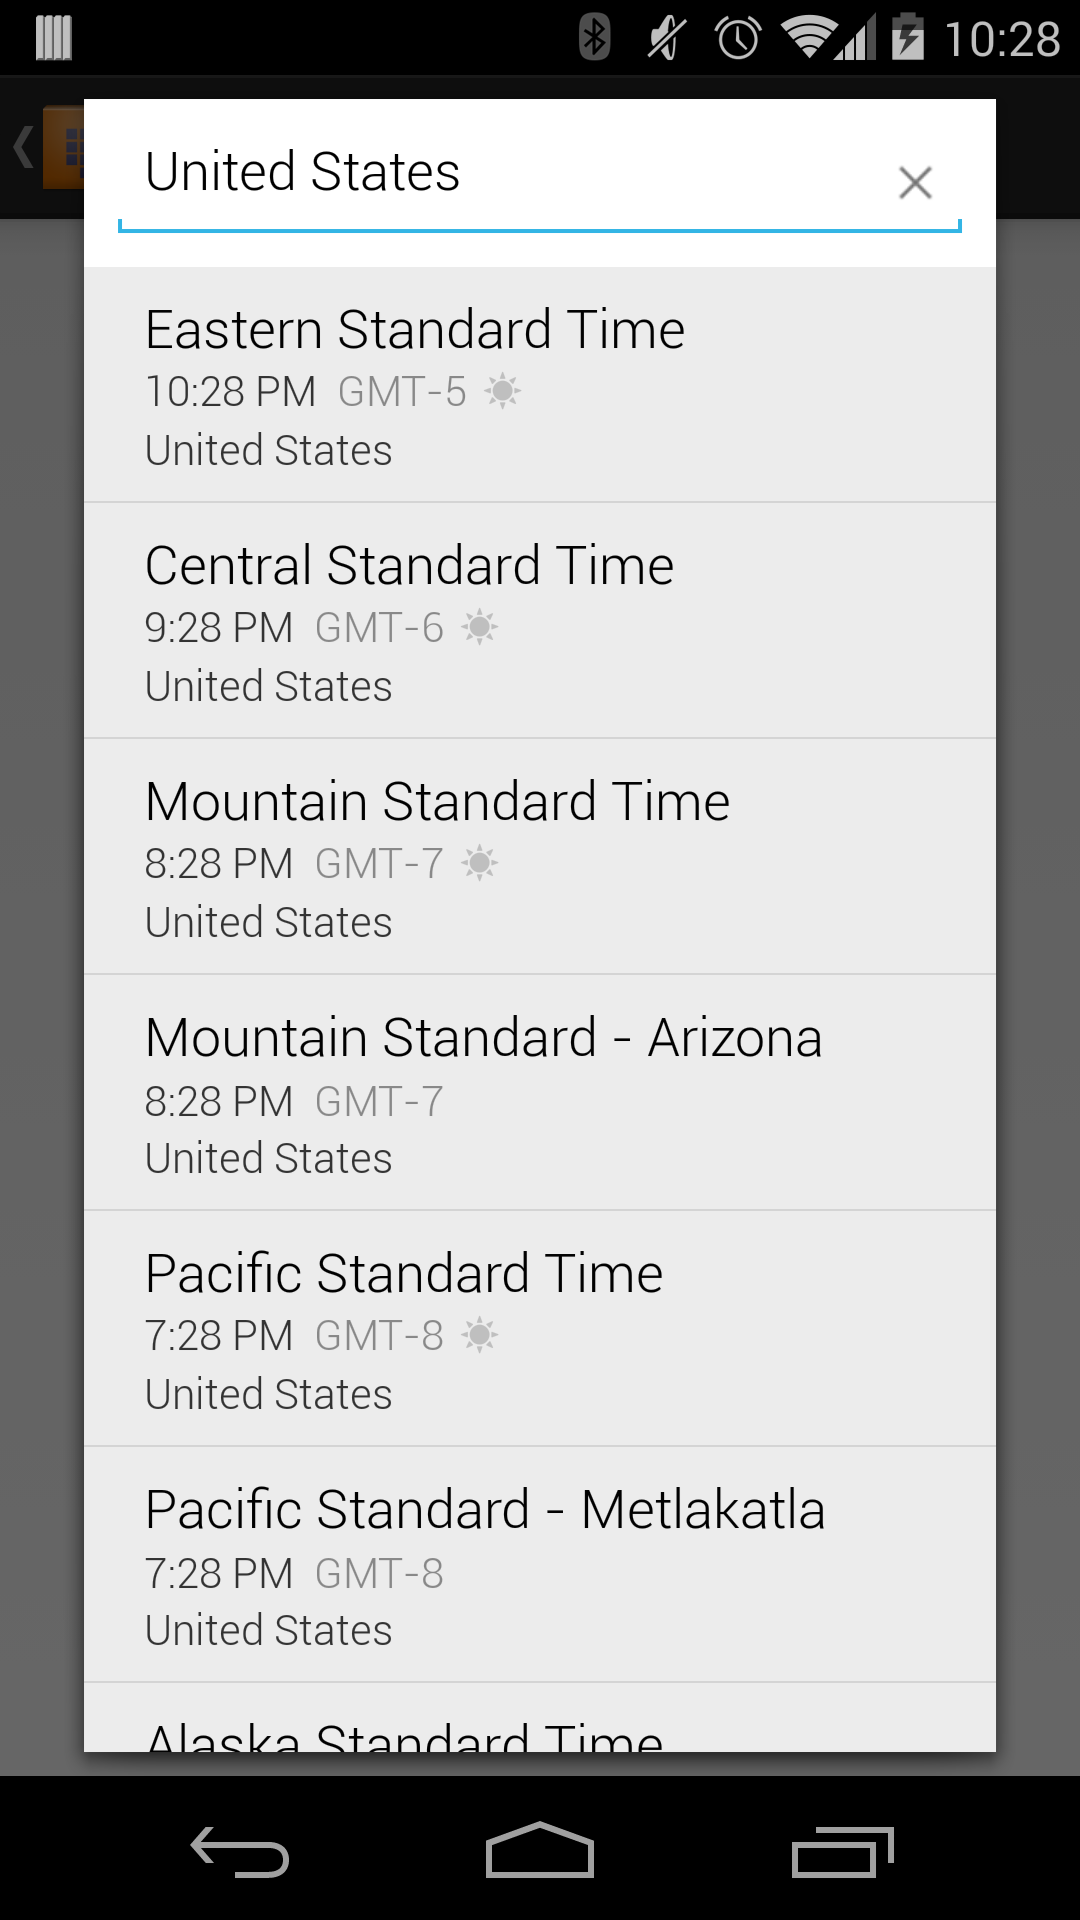 10:28
United States
Eastern Standard Time
10:28 PM GMT-5
United States
Central Standard Time
9:28 PM GMT-6
United States
Mountain Standard Time
8:28 PM GMT-7
United States
Mountain Standard - Arizona
8:28 PM GMT-7
United States
Pacific Standard Time
7:28 PM GMT-8
United States
Pacific Standard - Metlakatla
7:28 PM GMT-8
United States
Alaska Standard Time